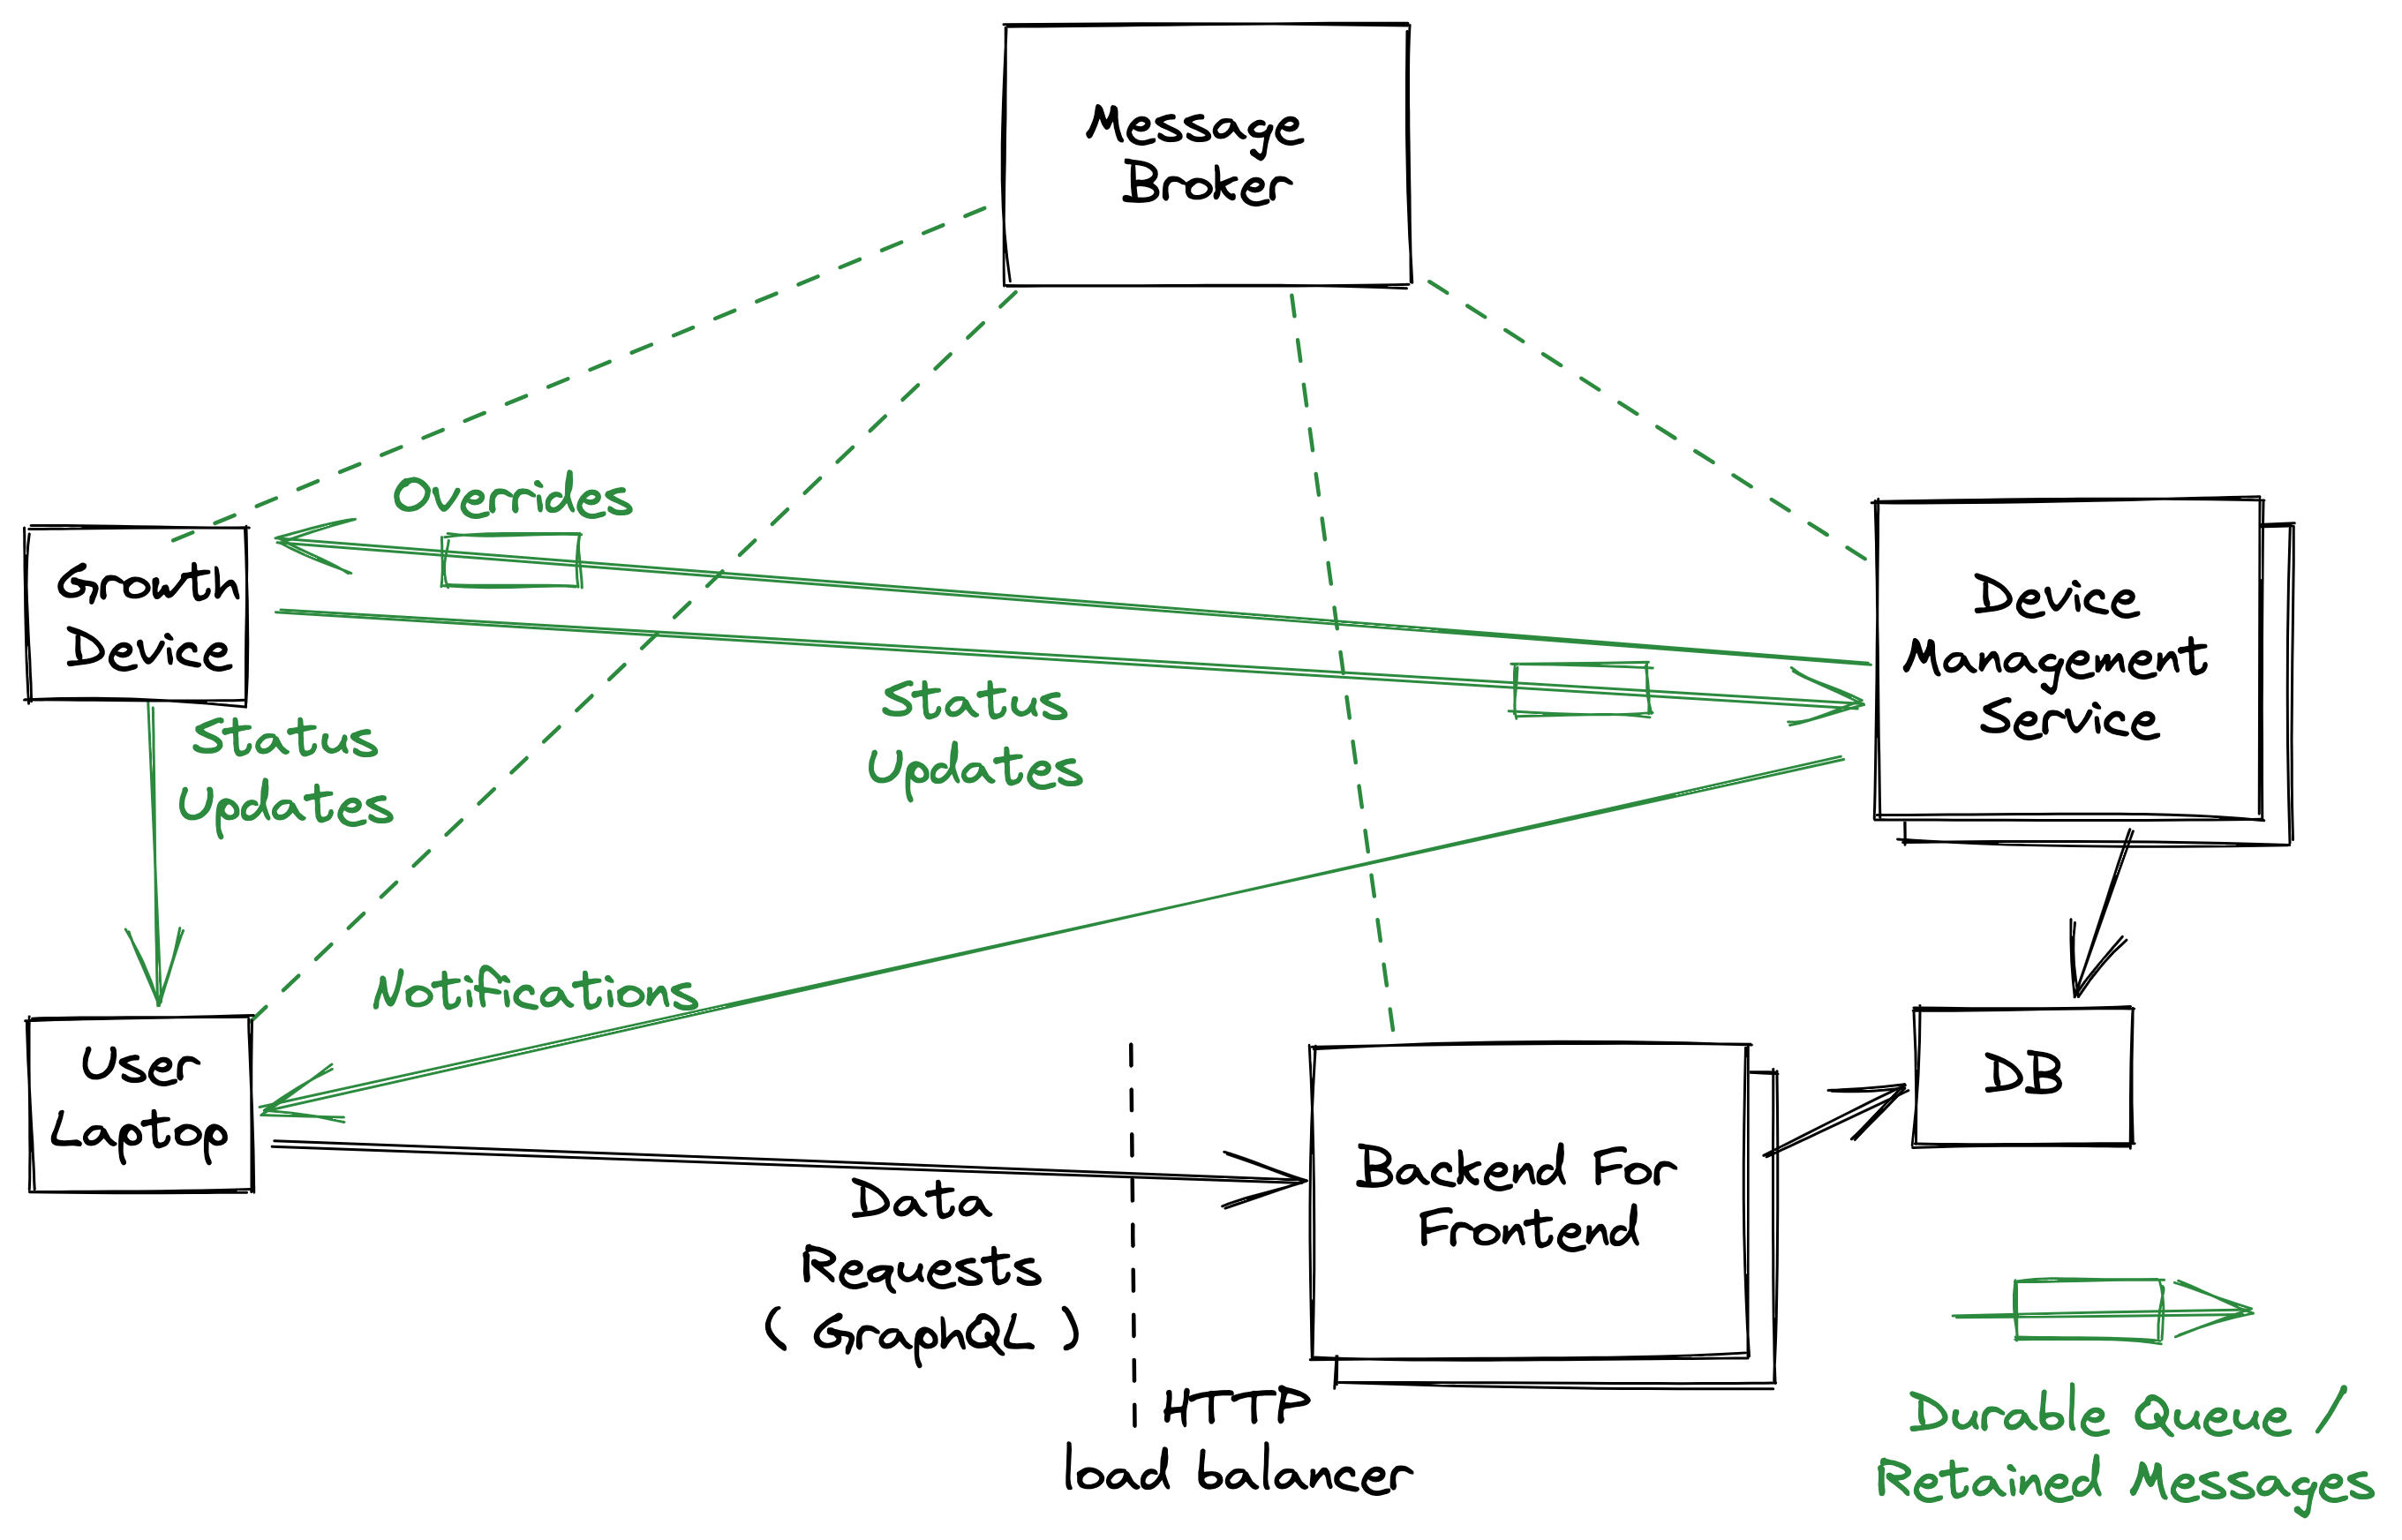 Message
Broker
Overrides
Growth
Device
Device
Management
Service
Status
Updates
Status
Updates
Notifications
User
Laptop
DB
Backend For
Frontend
Data
Requests
( GraphQL )
HTTP
load balancer
Durable Queue /
Retained Messages